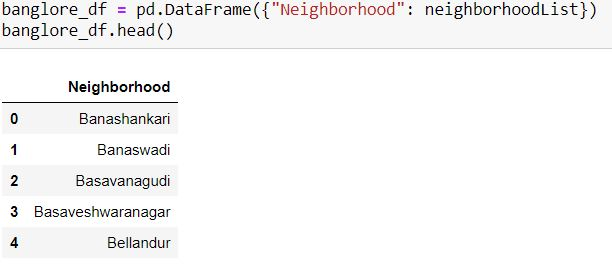 banglore_df = pd.DataFrame({"Neighborhood": neighborhoodList})
banglore_df.head()
Neighborhood
0 Banashankari
1 Banaswadi
2 Basavanagudi
3 Basaveshwaranagar
4 Bellandur